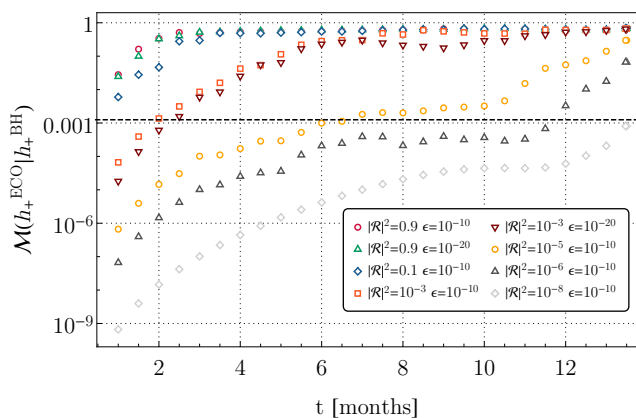 1
0.001
10⁻⁶
10⁻⁹
𝓜(h₊ᴱᶜᴼ|h₊ᴮᴴ)
|𝓡|²=0.9 ϵ=10⁻¹⁰
|𝓡|²=0.9 ϵ=10⁻²⁰
|𝓡|²=0.1 ϵ=10⁻¹⁰
|𝓡|²=10⁻³ ϵ=10⁻¹⁰
|𝓡|²=10⁻³ ϵ=10⁻²⁰
|𝓡|²=10⁻⁵ ϵ=10⁻¹⁰
|𝓡|²=10⁻⁶ ϵ=10⁻¹⁰
|𝓡|²=10⁻⁸ ϵ=10⁻¹⁰
2 4 6 8 10 12
t [months]